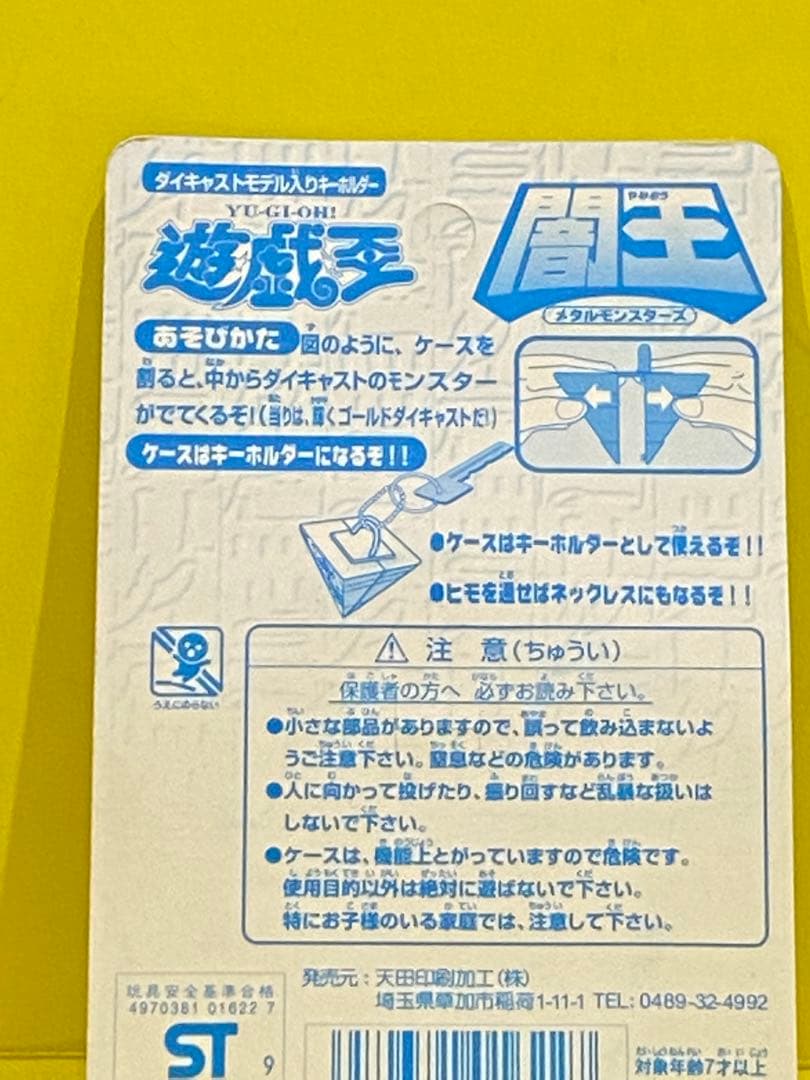 ダイキャストモデル入りキーホルダー
YU-GI-OH!
遊戯王
やみおう
闇王
メタルモンスターズ
あそびかた 図のように、ケースを
割ると、中からダイキャストのモンスター
がでてくるぞ!(当りは、輝くゴールドダイキャストだ!)
ケースはキーホルダーになるぞ!!
●ケースはキーホルダーとして使えるぞ!!
●ヒモを通せばネックレスにもなるぞ!!
うえにのらない
⚠ 注 意(ちゅうい)
保護者の方へ 必ずお読み下さい。
●小さな部品がありますので、誤って飲み込まないよ
うご注意下さい。窒息などの危険があります。
●人に向かって投げたり、振り回すなど乱暴な扱いは
しないで下さい。
●ケースは、機能上とがっていますので危険です。
使用目的以外は絶対に遊ばないで下さい。
特にお子様のいる家庭では、注意して下さい。
発売元:天田印刷加工(株)
埼玉県草加市稲荷1-11-1 TEL:0489-32-4992
玩具安全基準合格
4970381 01622 7
ST 9
対象年齢7才以上